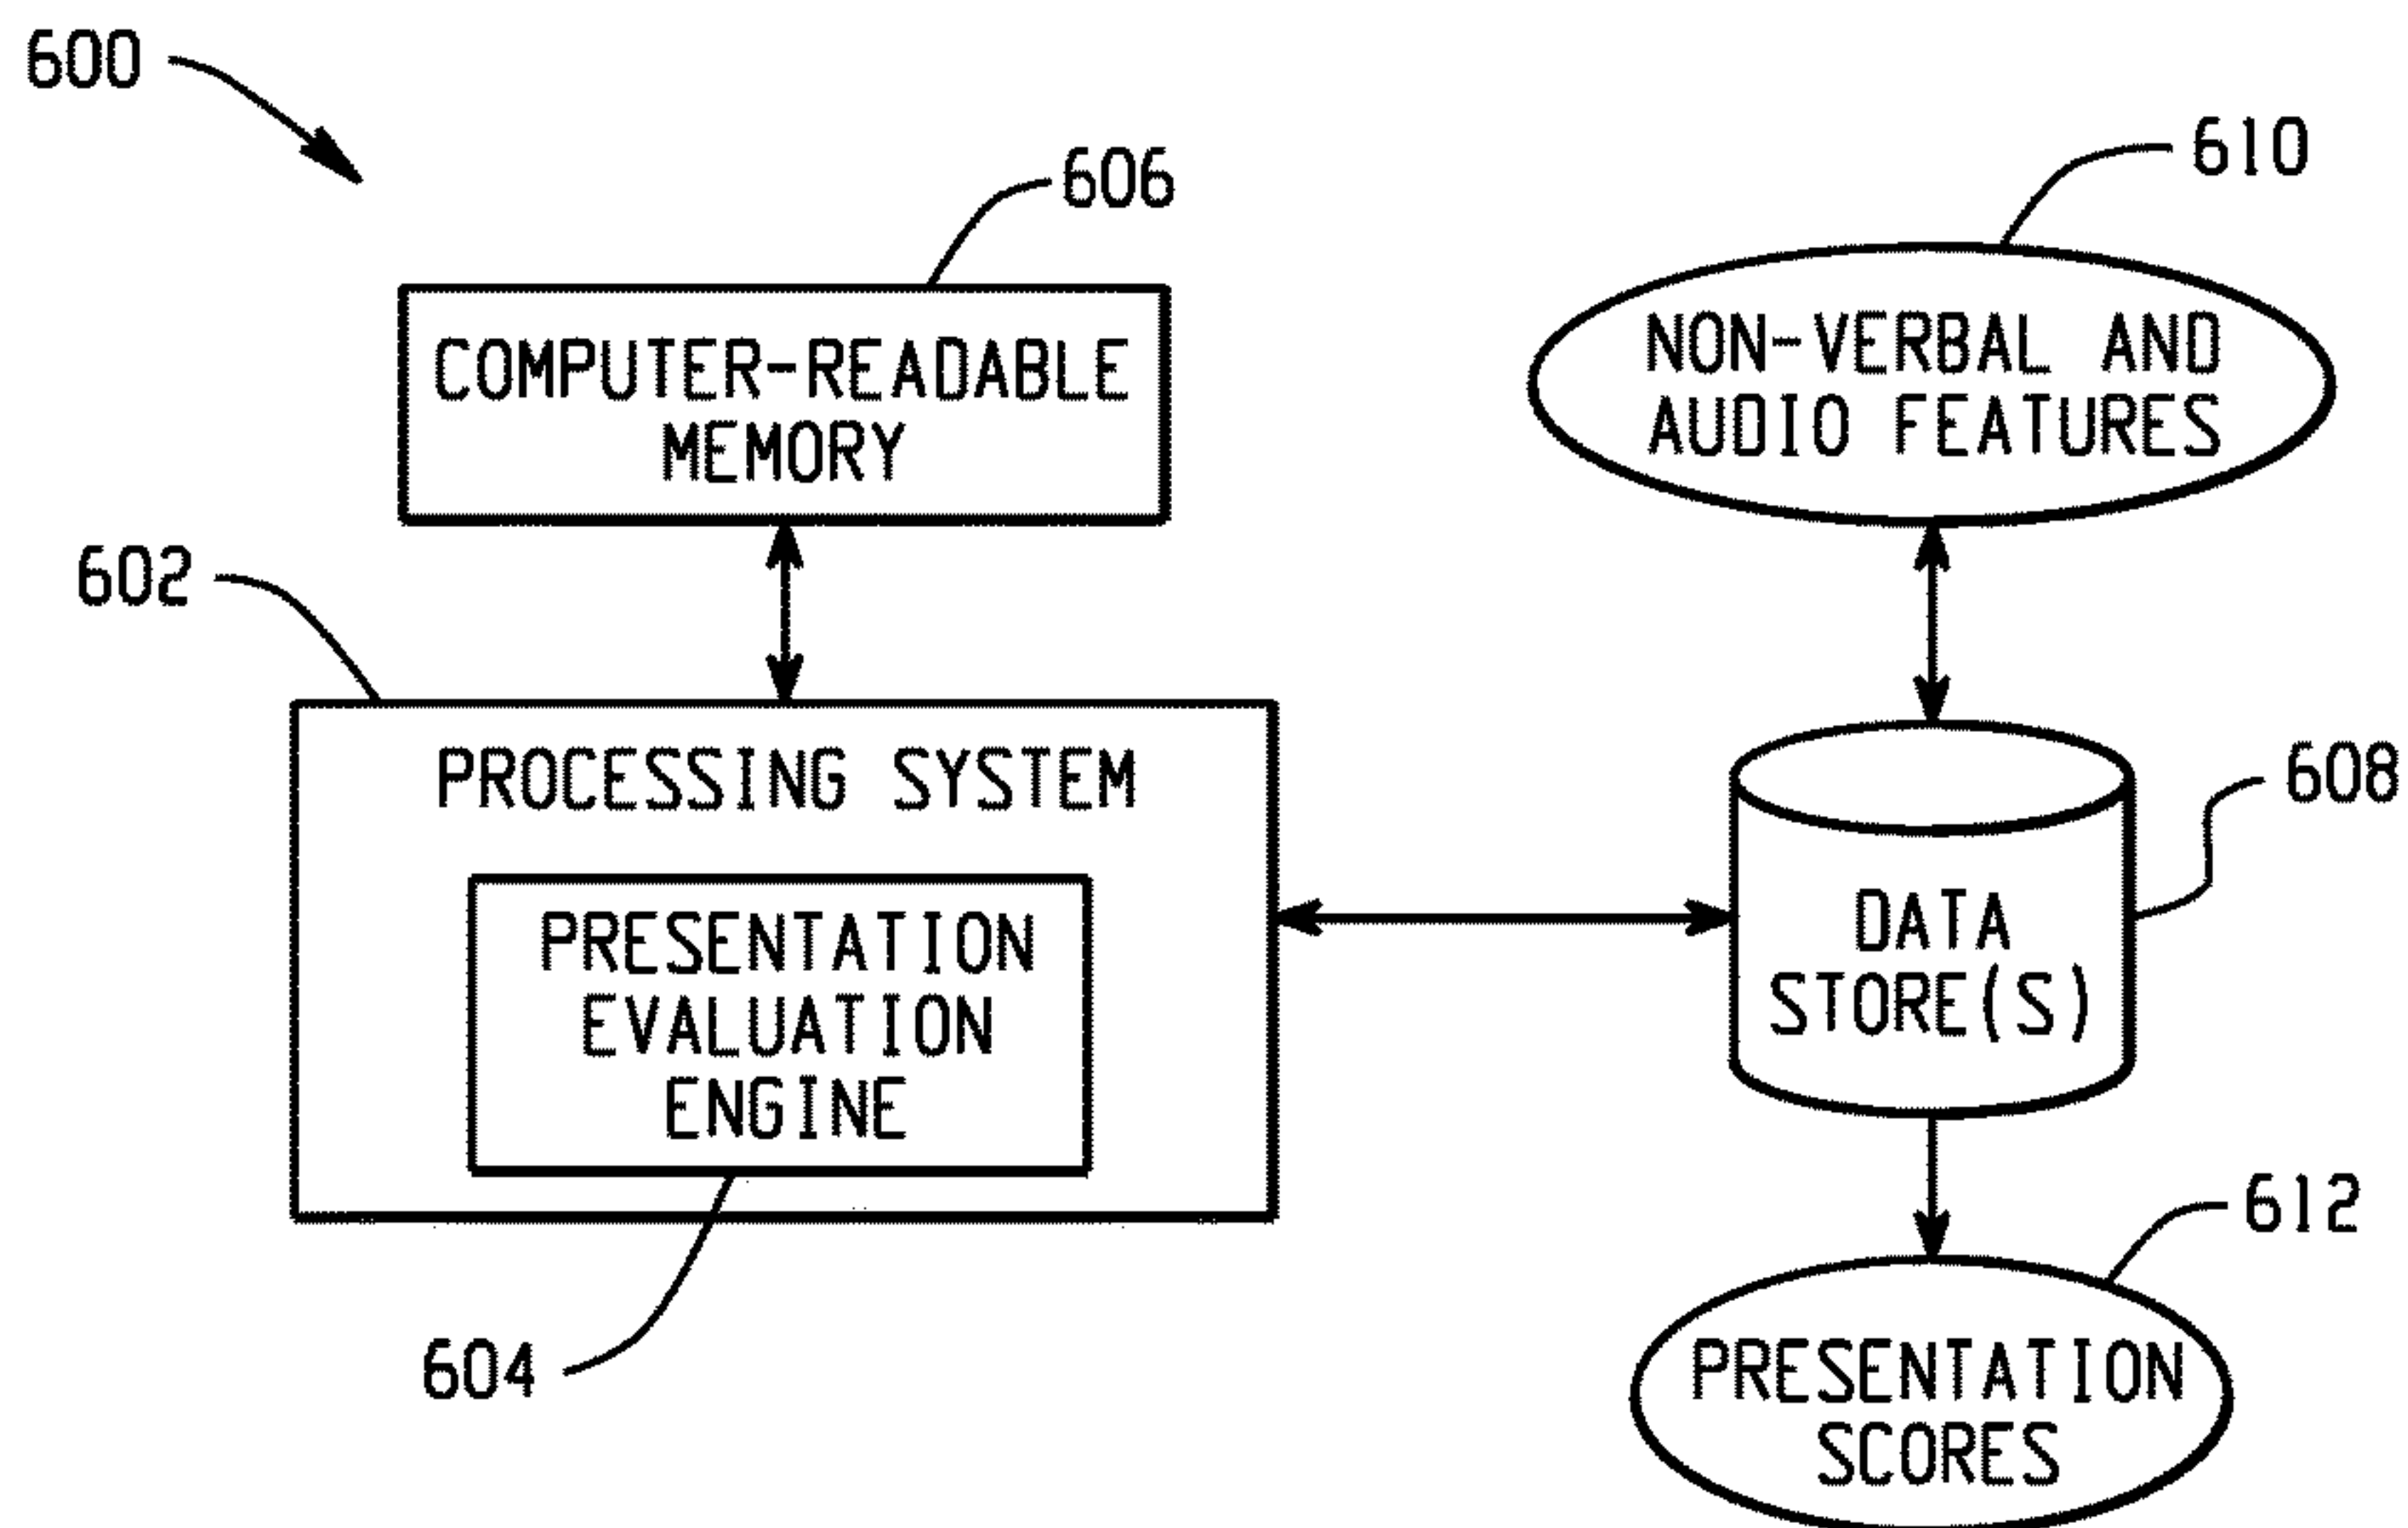 600
606
610
COMPUTER-READABLE
MEMORY
NON-VERBAL AND
AUDIO FEATURES
602
PROCESSING SYSTEM
PRESENTATION
EVALUATION
ENGINE
608
DATA
STORE(S)
604
612
PRESENTATION
SCORES